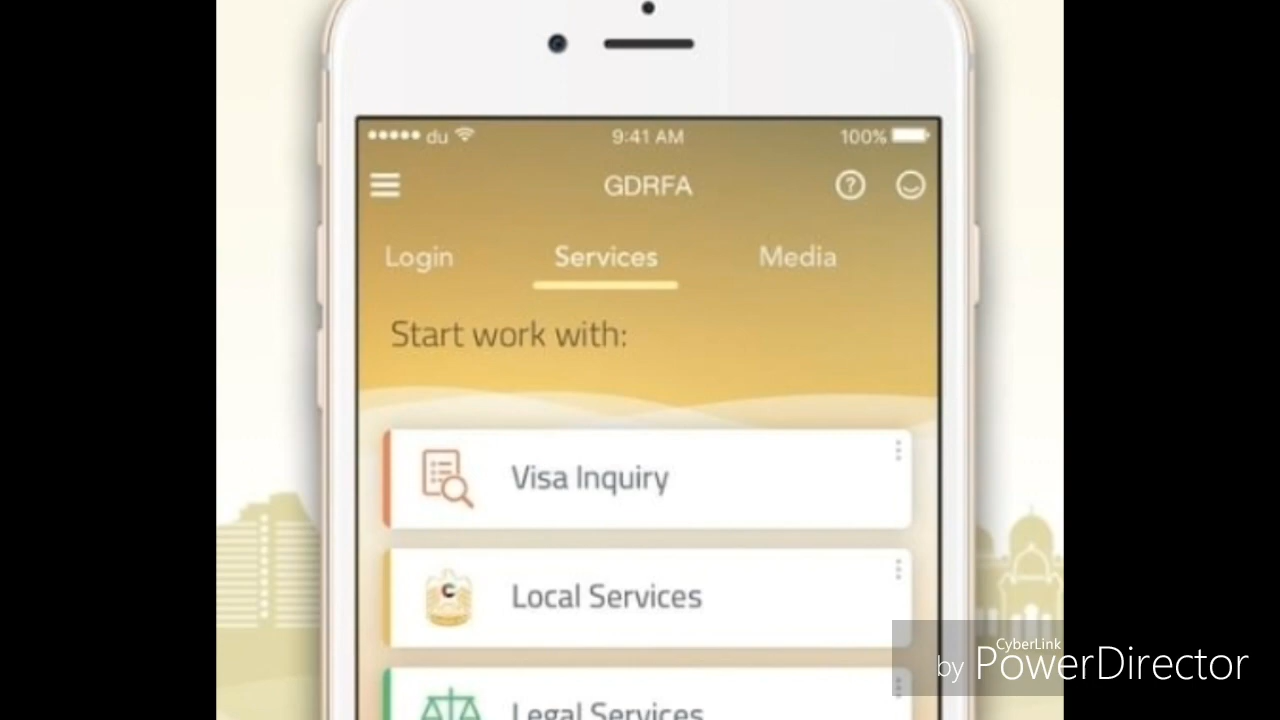 du 9:41 AM 100%
GDRFA
Login Services Media
Start work with:
Visa Inquiry
Local Services
Legal Services
CyberLink
by PowerDirector